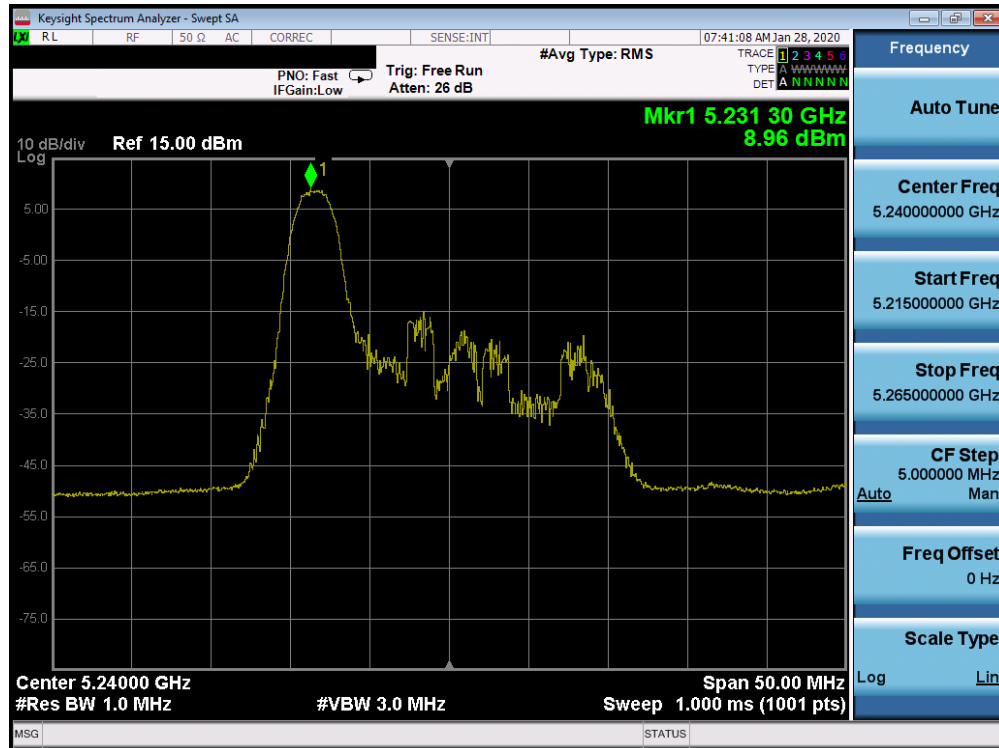 Keysight Spectrum Analyzer - Swept SA
LXI RL RF 50 Ω AC CORREC SENSE:INT 07:41:08 AM Jan 28, 2020
#Avg Type: RMS TRACE 1 2 3 4 5 6
PNO: Fast Trig: Free Run TYPE A WWWWW
IFGain:Low Atten: 26 dB DET A N N N N N
Mkr1 5.231 30 GHz
8.96 dBm
10 dB/div Ref 15.00 dBm
Log
1
5.00
-5.00
-15.0
-25.0
-35.0
-45.0
-55.0
-65.0
-75.0
Center 5.24000 GHz Span 50.00 MHz
#Res BW 1.0 MHz #VBW 3.0 MHz Sweep 1.000 ms (1001 pts)
MSG STATUS
Frequency
Auto Tune
Center Freq
5.240000000 GHz
Start Freq
5.215000000 GHz
Stop Freq
5.265000000 GHz
CF Step
5.000000 MHz
Auto Man
Freq Offset
0 Hz
Scale Type
Log Lin